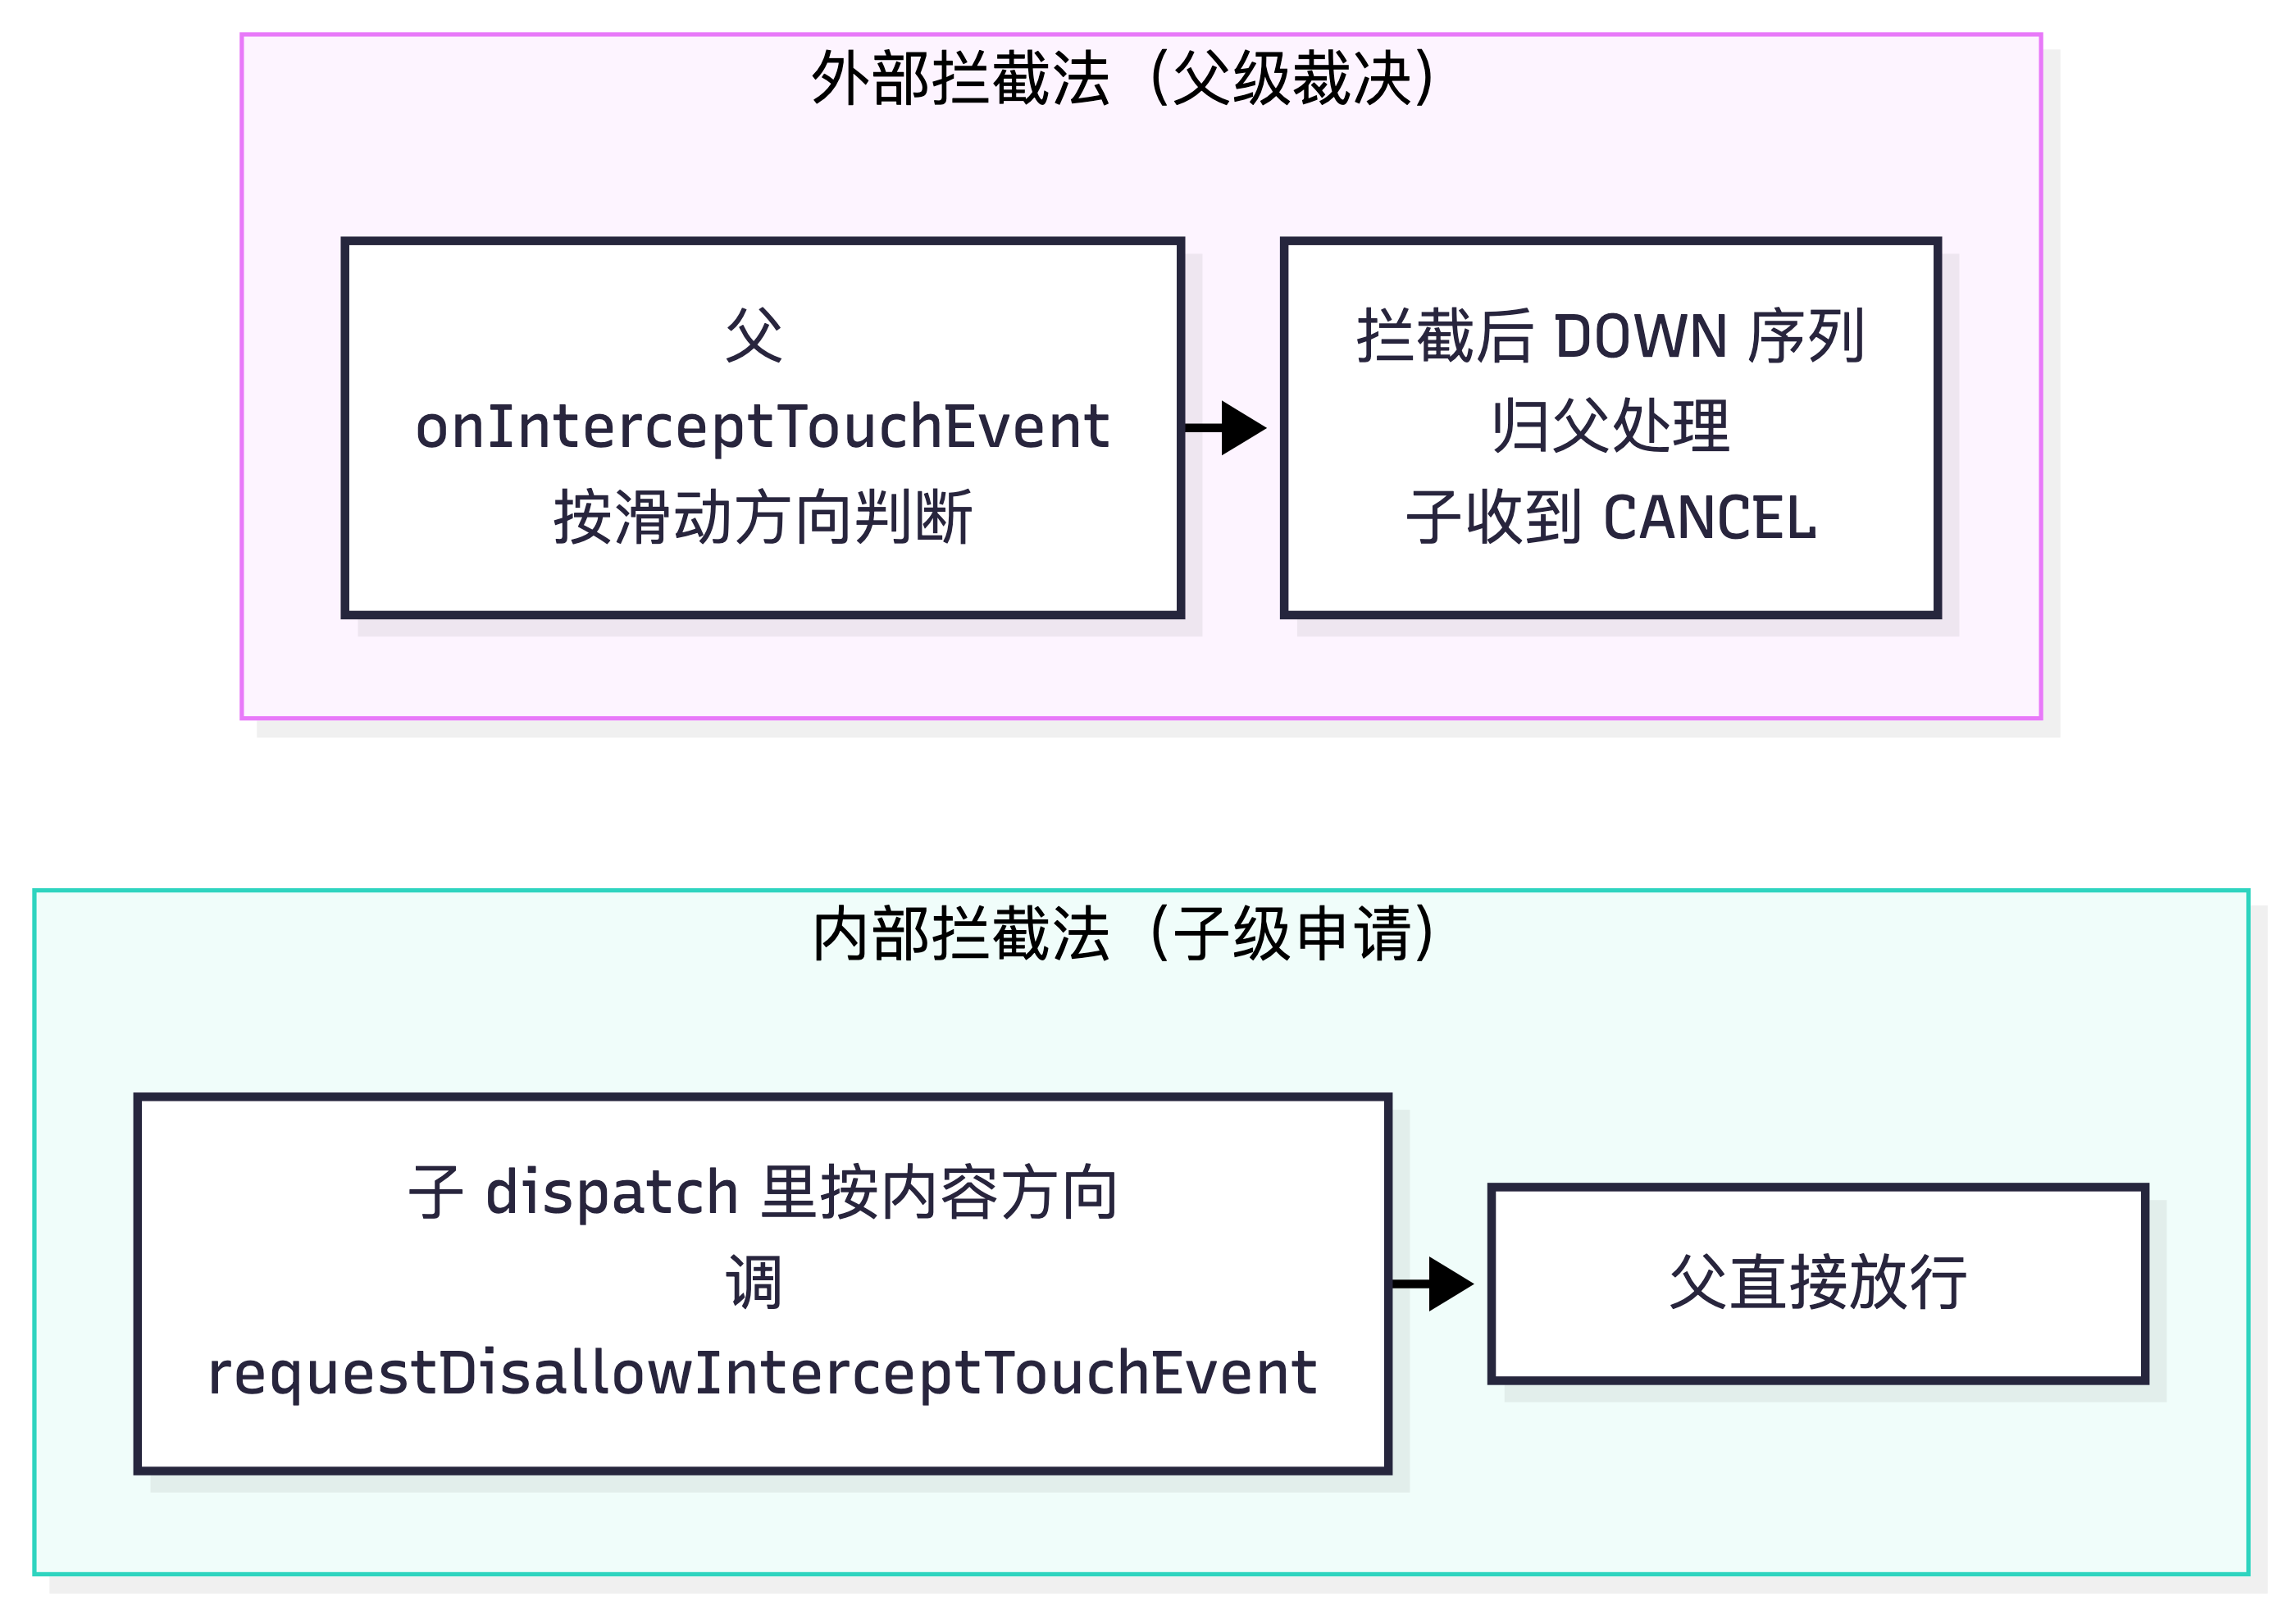 外部拦截法（父级裁决）
父
onInterceptTouchEvent
按滑动方向判断
拦截后 DOWN 序列
归父处理
子收到 CANCEL
内部拦截法（子级申请）
子 dispatch 里按内容方向
调
requestDisallowInterceptTouchEvent
父直接放行